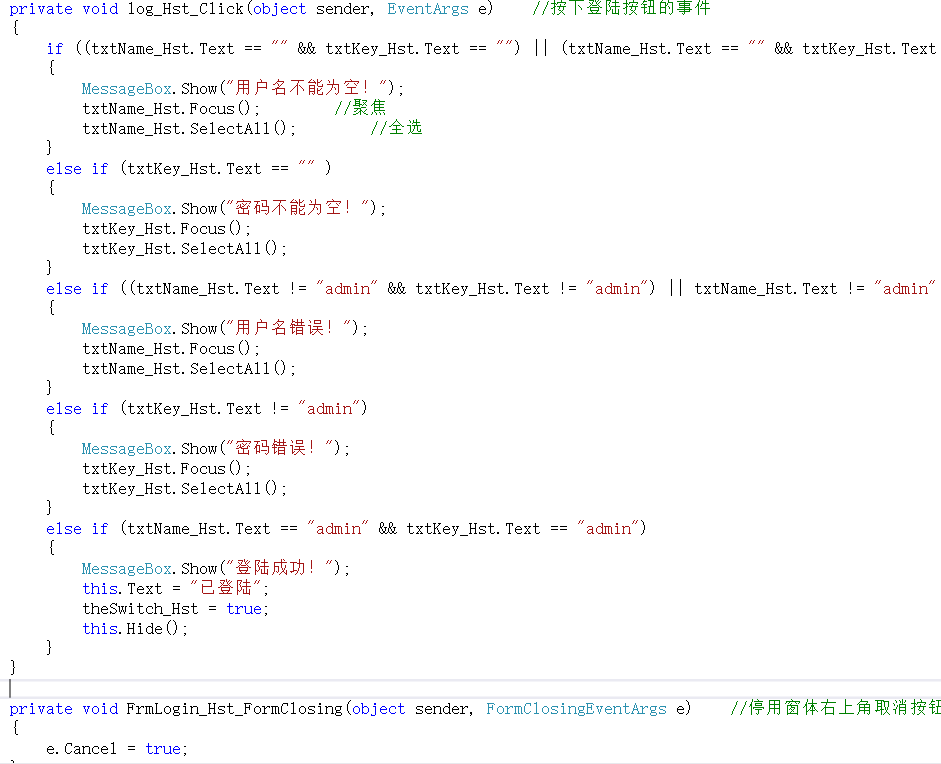 private void log_Hst_Click(object sender, EventArgs e)    //按下登陆按钮的事件
{
    if ((txtName_Hst.Text == "" && txtKey_Hst.Text == "") || (txtName_Hst.Text == "" && txtKey_Hst.Text
    {
        MessageBox.Show("用户名不能为空！");
        txtName_Hst.Focus();        //聚焦
        txtName_Hst.SelectAll();        //全选
    }
    else if (txtKey_Hst.Text == "" )
    {
        MessageBox.Show("密码不能为空！");
        txtKey_Hst.Focus();
        txtKey_Hst.SelectAll();
    }
    else if ((txtName_Hst.Text != "admin" && txtKey_Hst.Text != "admin") || txtName_Hst.Text != "admin"
    {
        MessageBox.Show("用户名错误！");
        txtName_Hst.Focus();
        txtName_Hst.SelectAll();
    }
    else if (txtKey_Hst.Text != "admin")
    {
        MessageBox.Show("密码错误！");
        txtKey_Hst.Focus();
        txtKey_Hst.SelectAll();
    }
    else if (txtName_Hst.Text == "admin" && txtKey_Hst.Text == "admin")
    {
        MessageBox.Show("登陆成功！");
        this.Text = "已登陆";
        theSwitch_Hst = true;
        this.Hide();
    }
}
private void FrmLogin_Hst_FormClosing(object sender, FormClosingEventArgs e)    //停用窗体右上角取消按钮
{
    e.Cancel = true;